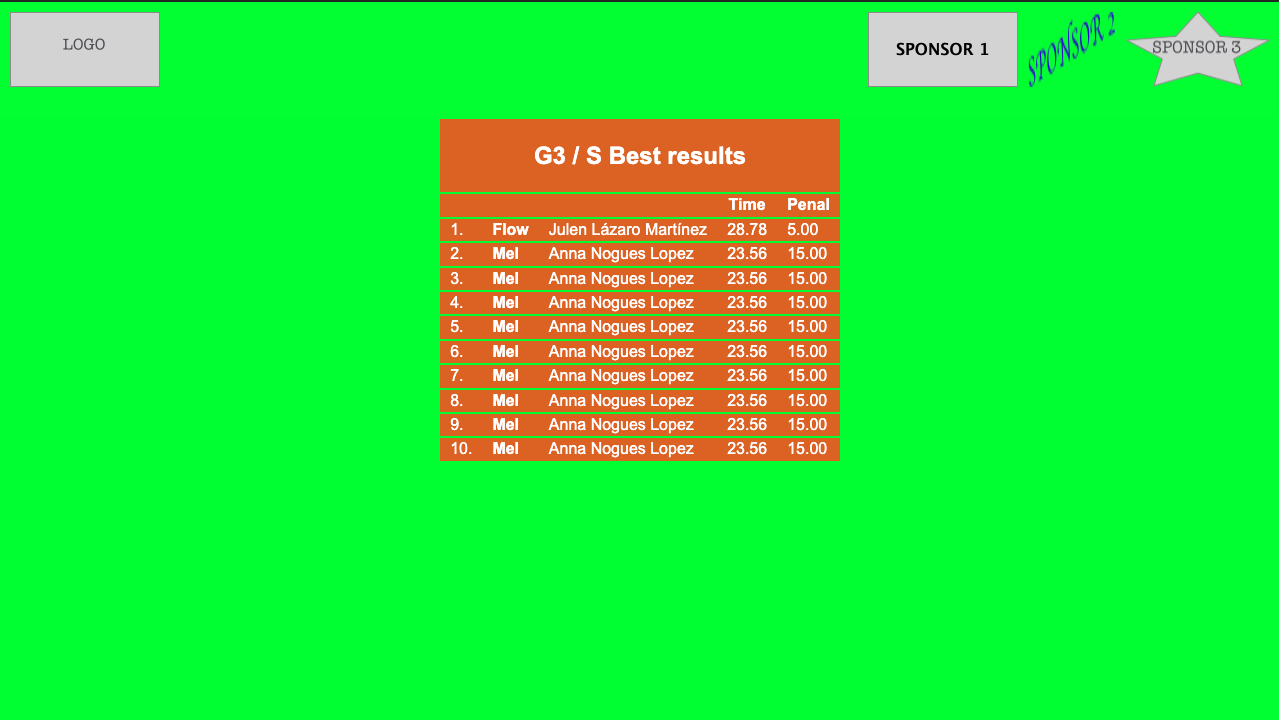 LOGO
SPONSOR 1
SPONSOR 2
SPONSOR 3
G3 / S Best results
Time Penal
1. Flow Julen Lázaro Martínez 28.78 5.00
2. Mel Anna Nogues Lopez 23.56 15.00
3. Mel Anna Nogues Lopez 23.56 15.00
4. Mel Anna Nogues Lopez 23.56 15.00
5. Mel Anna Nogues Lopez 23.56 15.00
6. Mel Anna Nogues Lopez 23.56 15.00
7. Mel Anna Nogues Lopez 23.56 15.00
8. Mel Anna Nogues Lopez 23.56 15.00
9. Mel Anna Nogues Lopez 23.56 15.00
10. Mel Anna Nogues Lopez 23.56 15.00